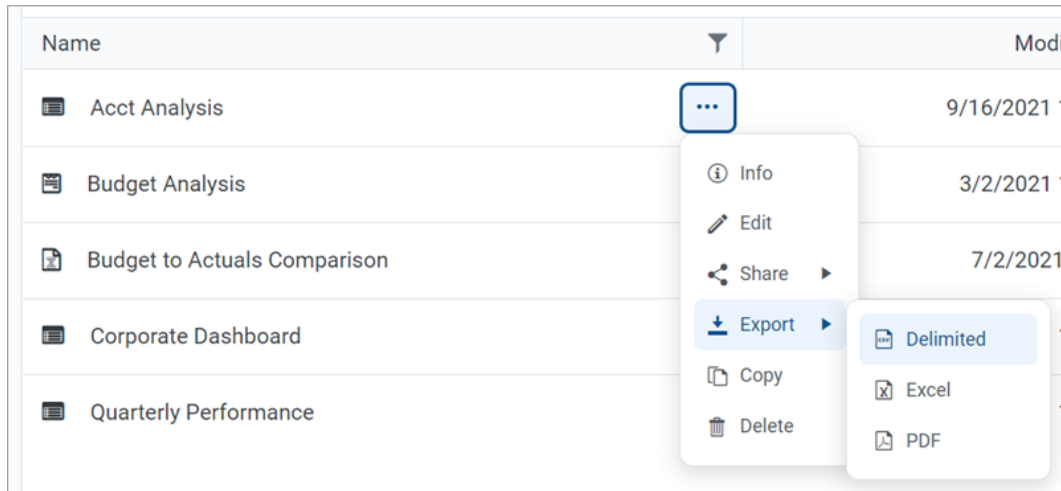 Name Modi
Acct Analysis ... 9/16/2021
Info
Budget Analysis 3/2/2021
Edit
Budget to Actuals Comparison 7/2/2021
Share
Export
Corporate Dashboard
Delimited
Copy
Excel
Quarterly Performance
Delete
PDF